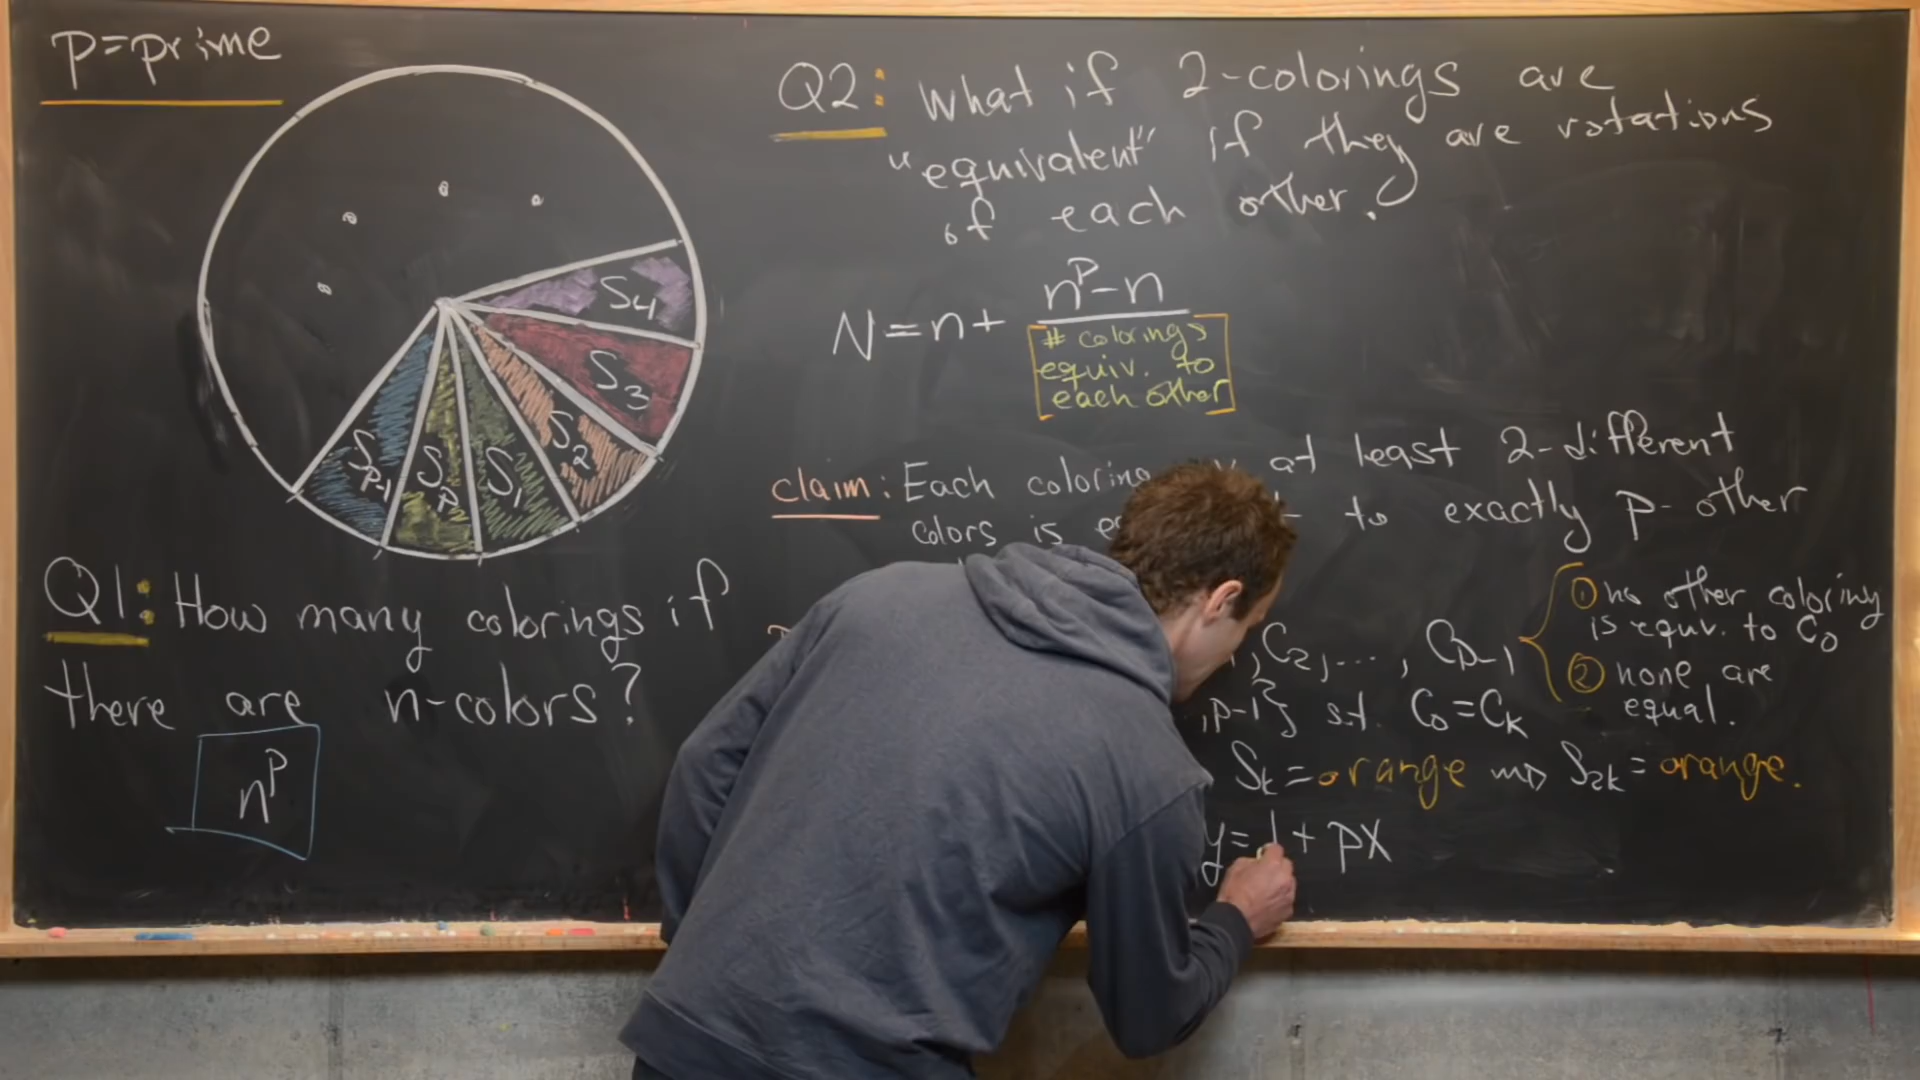 p=prime
S4
S3
S2
S1
Sp
Sp-1
Q1: How many colorings if
there are n-colors?
n^p
Q2: What if 2-colorings are
"equivalent" if they are rotations
of each other.
N=n+ n^p-n
# colorings
equiv. to
each other
claim: Each coloring at least 2-different
colors is to exactly p- other
, C2, ..., Cp-1
① no other coloring
is equiv. to C0
② none are
equal.
,p-1} s.t. C0=Ck
Sk=orange ⇝ S2k=orange.
y=1+px